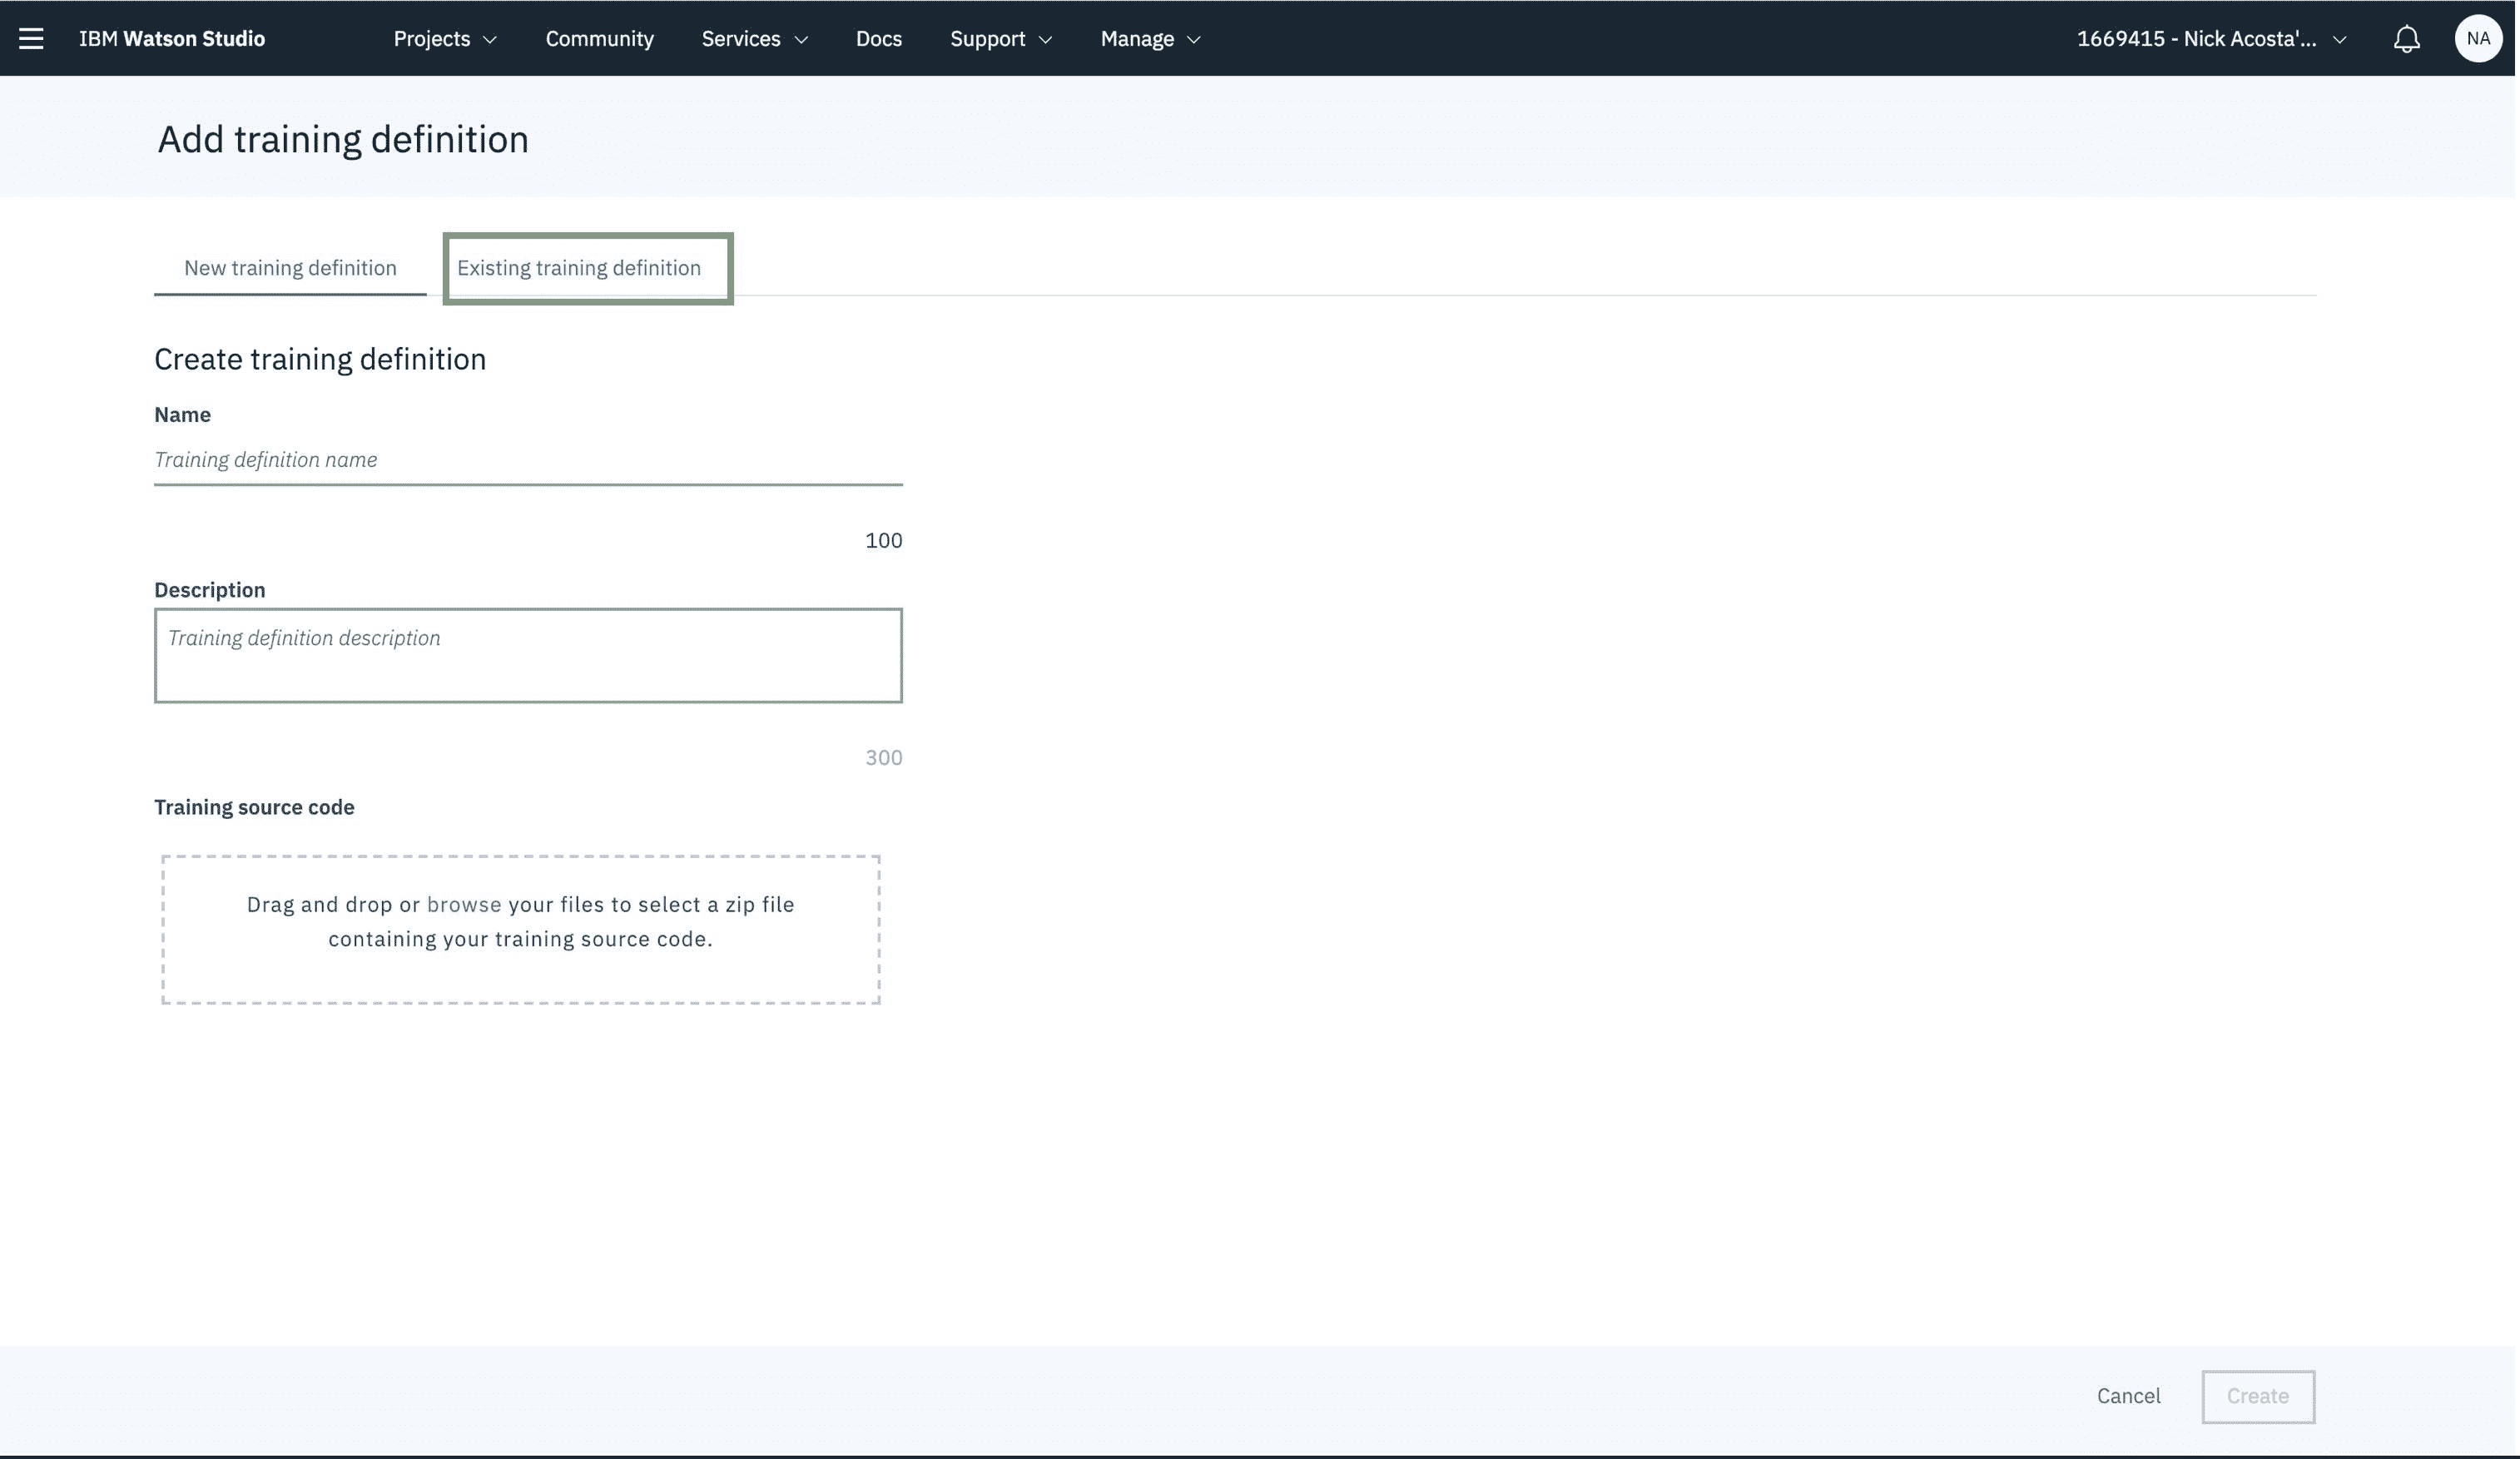 IBM Watson Studio Projects Community Services Docs Support Manage 1669415 - Nick Acosta'... NA
Add training definition
New training definition Existing training definition
Create training definition
Name
Training definition name
100
Description
Training definition description
300
Training source code
Drag and drop or browse your files to select a zip file
containing your training source code.
Cancel Create